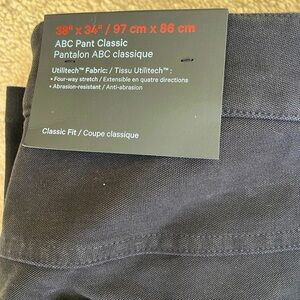 38" x 34" / 97 cm x 86 cm
ABC Pant Classic
Pantalon ABC classique
Utilitech™ Fabric: / Tissu Utilitech™ :
• Four-way stretch / Extensible en quatre directions
• Abrasion-resistant / Anti-abrasion
Classic Fit / Coupe classique